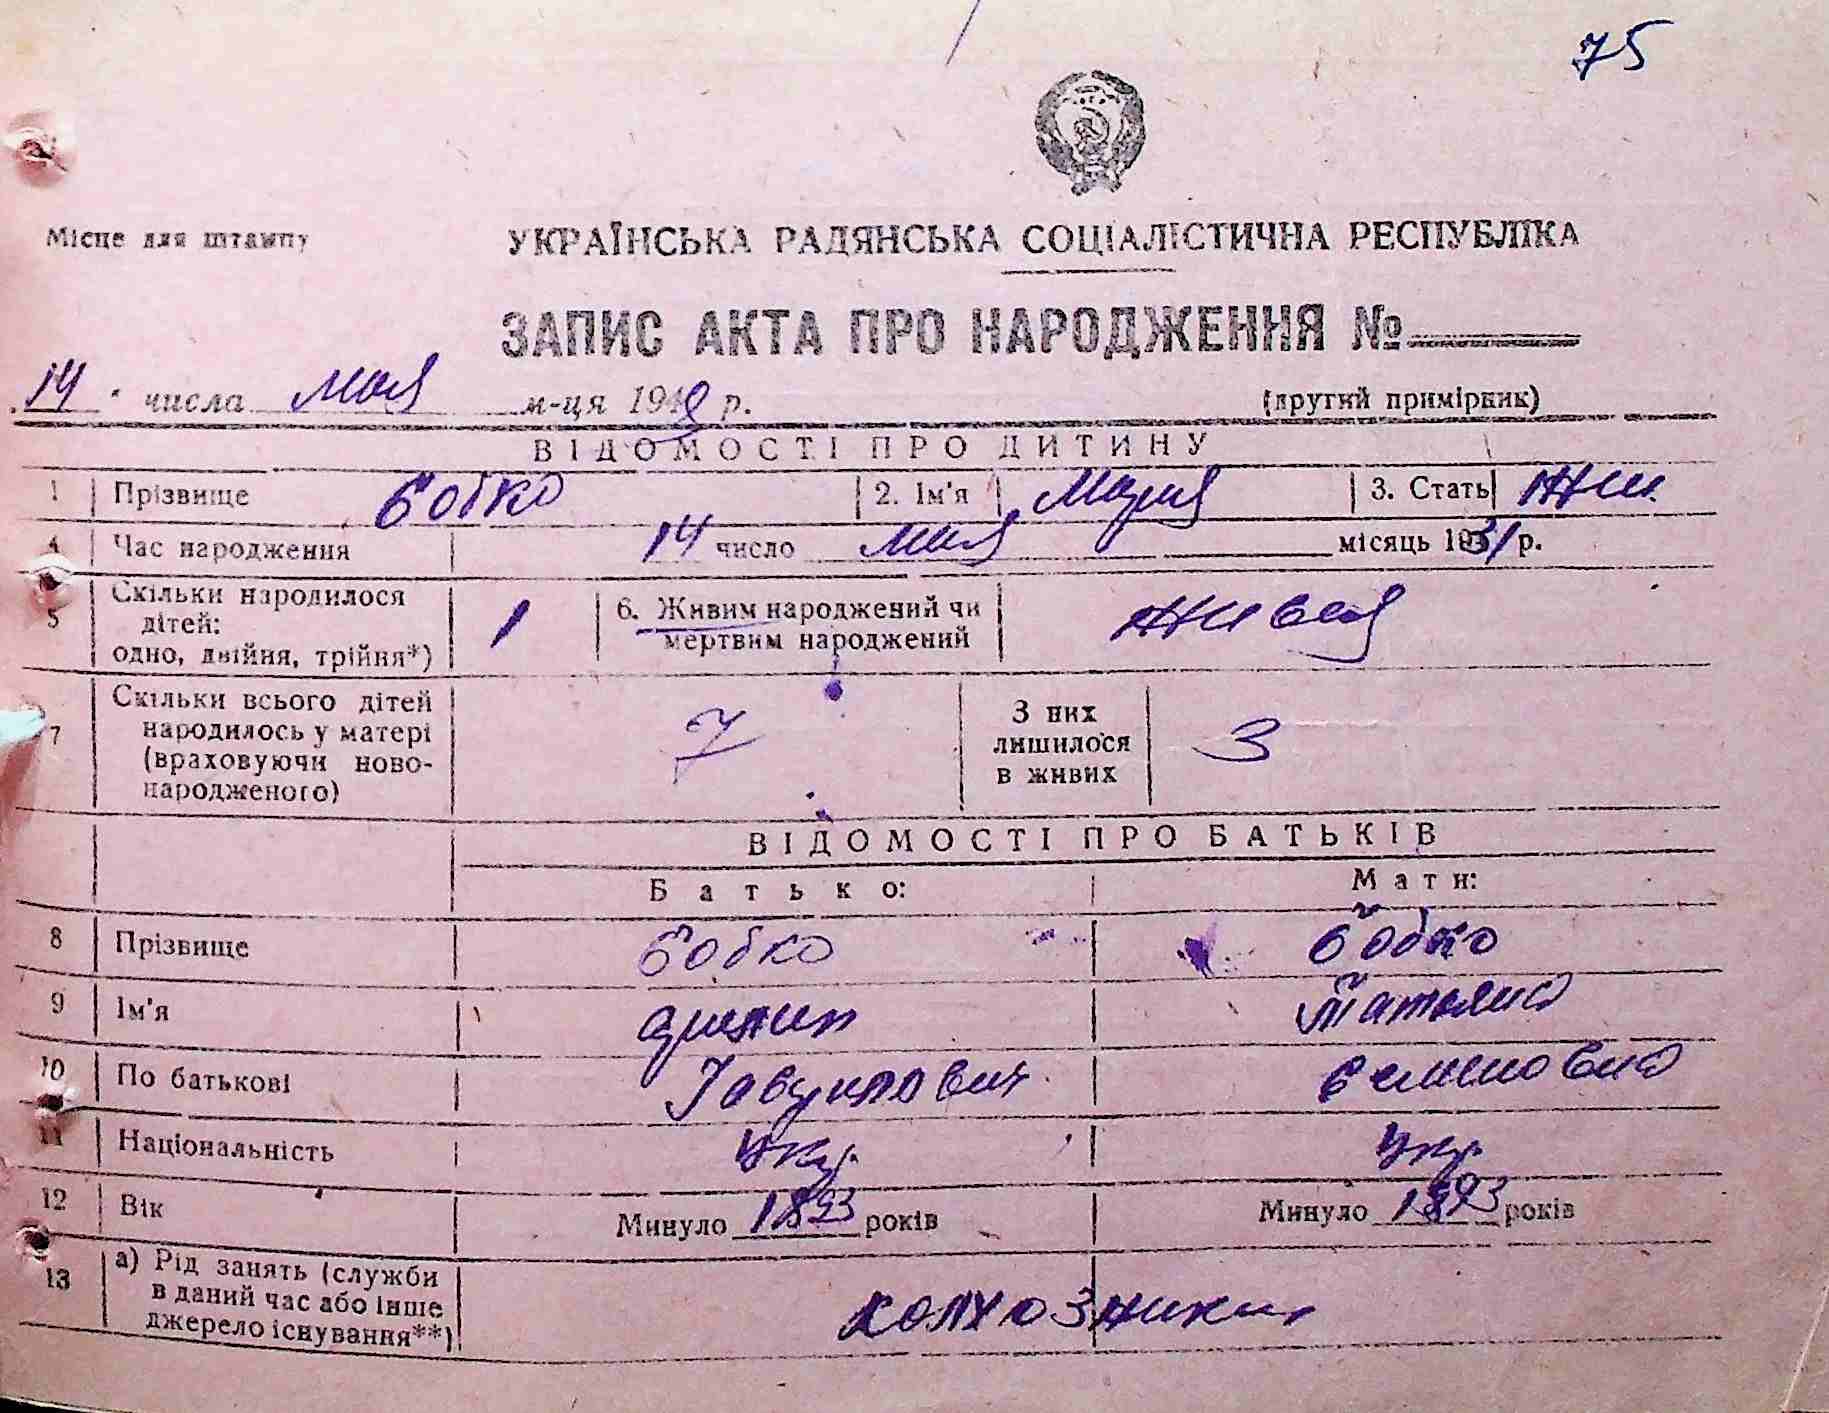 75
Місце для штампу
УКРАЇНСЬКА РАДЯНСЬКА СОЦІАЛІСТИЧНА РЕСПУБЛІКА
ЗАПИС АКТА ПРО НАРОДЖЕННЯ №
14 числа мая м-ця 1949 р. (другий примірник)
ВІДОМОСТІ ПРО ДИТИНУ
1 Прізвище Бобко 2. Ім'я Мария 3. Стать жен.
4 Час народження 14 число мая місяць 1931 р.
5 Скільки народилося дітей: одно, двійня, трійня*) 1 6. Живим народжений чи мертвим народжений живая
7 Скільки всього дітей народилось у матері (враховуючи ново-народженого) 7 З них лишилося в живих 3
ВІДОМОСТІ ПРО БАТЬКІВ
Батько: Мати:
8 Прізвище Бобко Бобко
9 Ім'я Татьяна
10 По батькові Семеновна
11 Національність Укр. Укр.
12 Вік Минуло 1893 років Минуло 1893 років
13 а) Рід занять (служби в даний час або інше джерело існування**) колхозники